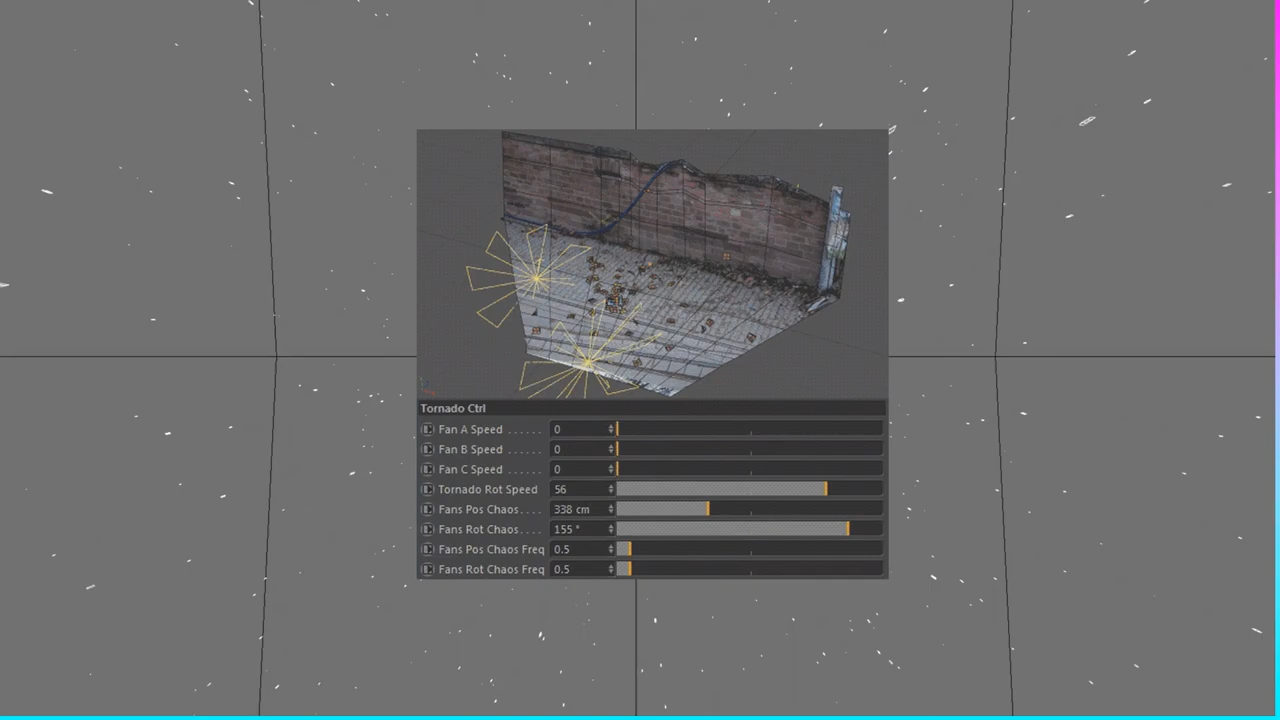 Tornado Ctrl
Fan A Speed ...... 0
Fan B Speed ...... 0
Fan C Speed ...... 0
Tornado Rot Speed 56
Fans Pos Chaos.... 338 cm
Fans Rot Chaos.... 155 °
Fans Pos Chaos Freq 0.5
Fans Rot Chaos Freq 0.5